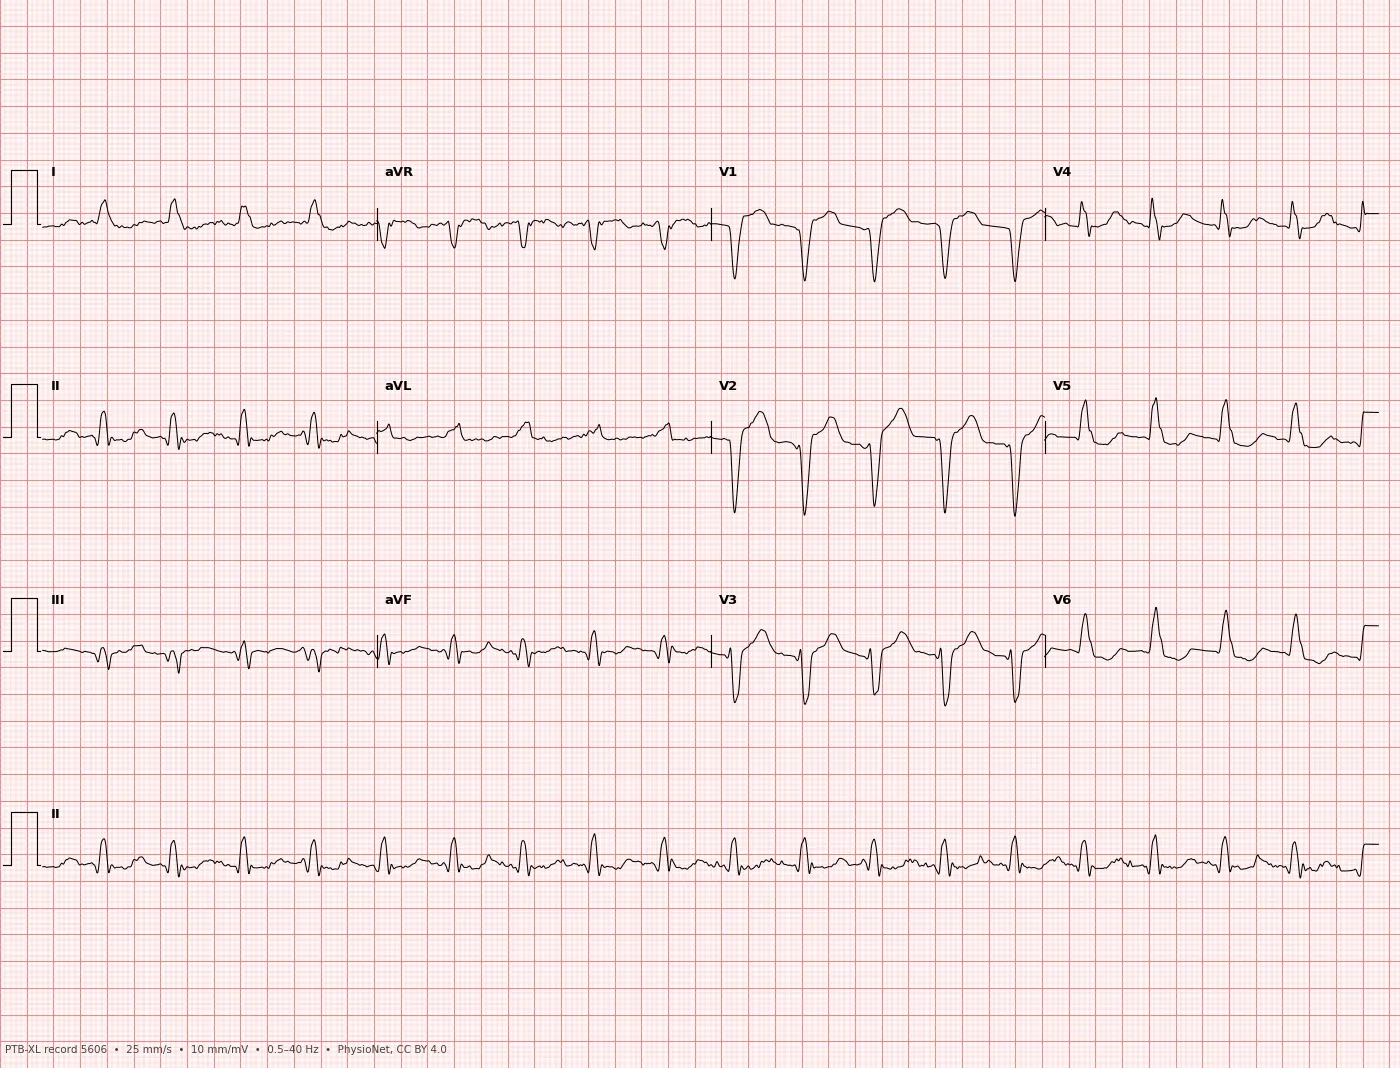 I aVR V1 V4
II aVL V2 V5
III aVF V3 V6
II
PTB-XL record 5606 • 25 mm/s • 10 mm/mV • 0.5–40 Hz • PhysioNet, CC BY 4.0